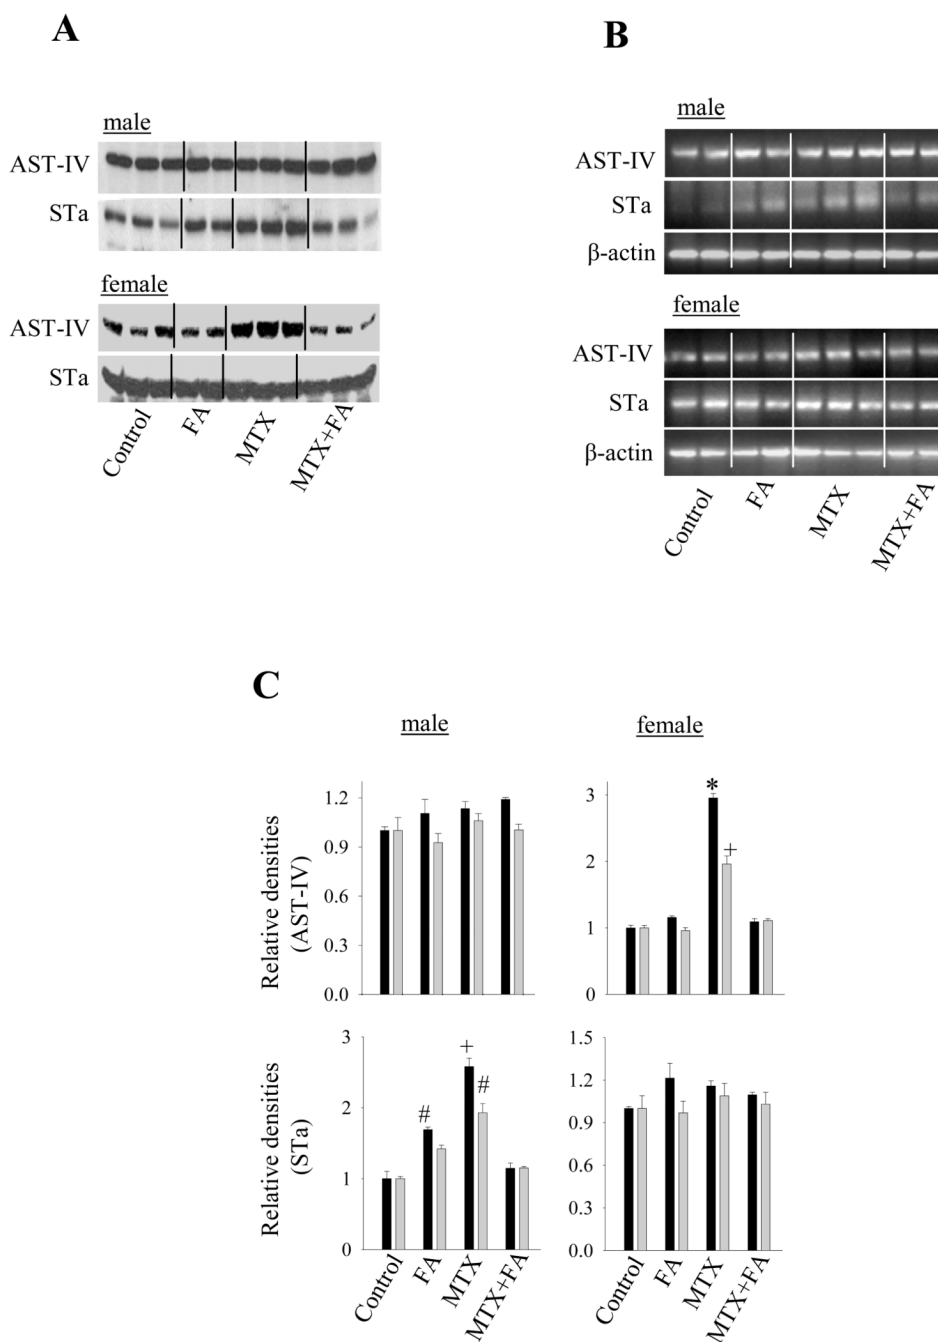 A
male
AST-IV
STa
female
AST-IV
STa
Control
FA
MTX
MTX+FA
B
male
AST-IV
STa
β-actin
female
AST-IV
STa
β-actin
Control
FA
MTX
MTX+FA
C
male
female
Relative densities
(AST-IV)
1.2
0.9
0.6
0.3
0.0
3
2
1
0
*
+
Relative densities
(STa)
3
2
1
0
#
+
#
1.5
1.2
0.9
0.6
0.3
0.0
Control
FA
MTX
MTX+FA
Control
FA
MTX
MTX+FA